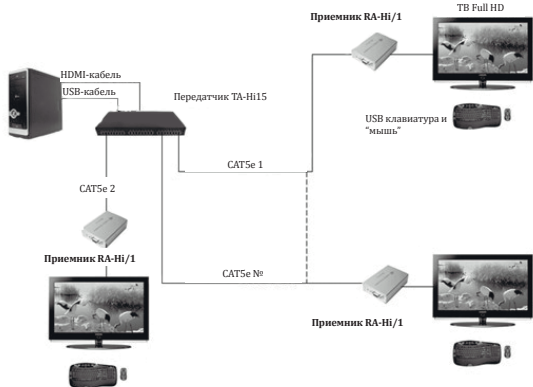 Приемник RA-Hi/1
ТВ Full HD
HDMI-кабель
USB-кабель
Передатчик TA-Hi15
USB клавиатура и
“мышь”
CAT5e 1
CAT5e 2
Приемник RA-Hi/1
CAT5e №
Приемник RA-Hi/1